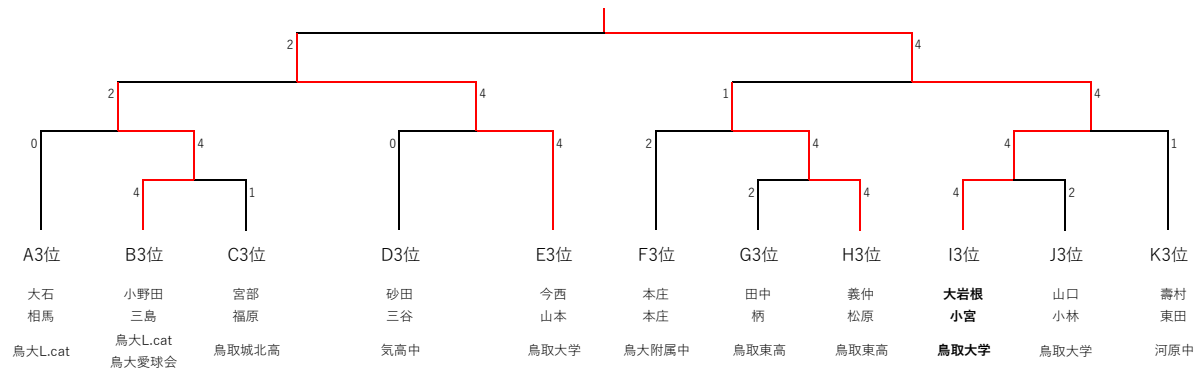 2 4
2 4 1 4
0 4 0 4 2 4 4 1
4 1 2 4 4 2
A3位 B3位 C3位 D3位 E3位 F3位 G3位 H3位 I3位 J3位 K3位
大石 小野田 宮部 砂田 今西 本庄 田中 義仲 大岩根 山口 壽村
相馬 三島 福原 三谷 山本 本庄 柄 松原 小宮 小林 東田
鳥大L.cat 鳥大L.cat 鳥取城北高 気高中 鳥取大学 鳥大附属中 鳥取東高 鳥取東高 鳥取大学 鳥取大学 河原中
鳥大愛球会